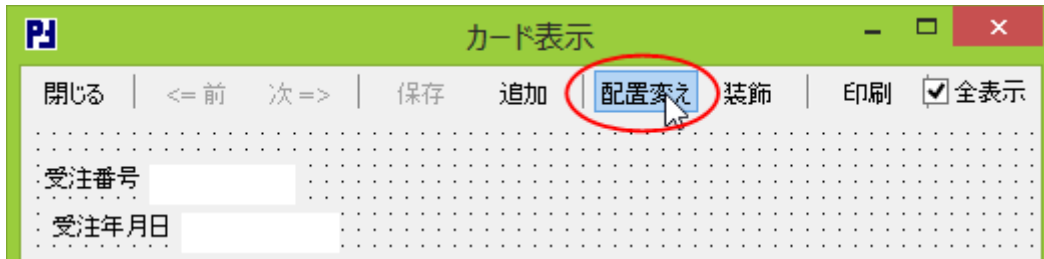 カード表示
閉じる <= 前 次 => 保存 追加 配置変え 装飾 印刷 全表示
受注番号
受注年月日